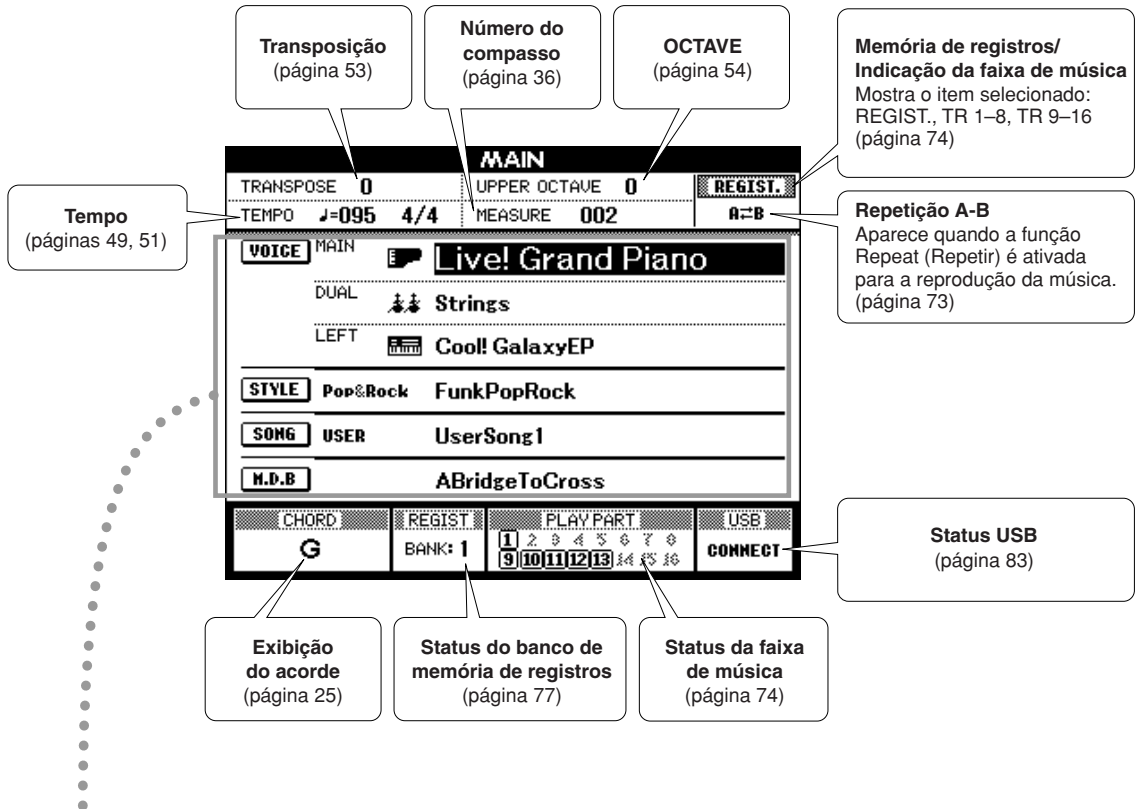 Transposição
(página 53)
Número do
compasso
(página 36)
OCTAVE
(página 54)
Memória de registros/
Indicação da faixa de música
Mostra o item selecionado:
REGIST., TR 1–8, TR 9–16
(página 74)
Tempo
(páginas 49, 51)
MAIN
TRANSPOSE 0 UPPER OCTAVE 0 REGIST.
TEMPO ♩=095 4/4 MEASURE 002 A⇄B
Repetição A-B
Aparece quando a função
Repeat (Repetir) é ativada
para a reprodução da música.
(página 73)
VOICE MAIN Live! Grand Piano
DUAL Strings
LEFT Cool! GalaxyEP
STYLE Pop&Rock FunkPopRock
SONG USER UserSong1
M.D.B ABridgeToCross
CHORD REGIST PLAY PART USB
G BANK: 1 1 2 3 4 5 6 7 8 CONNECT
9 10 11 12 13 14 15 16
Status USB
(página 83)
Exibição
do acorde
(página 25)
Status do banco de
memória de registros
(página 77)
Status da faixa
de música
(página 74)